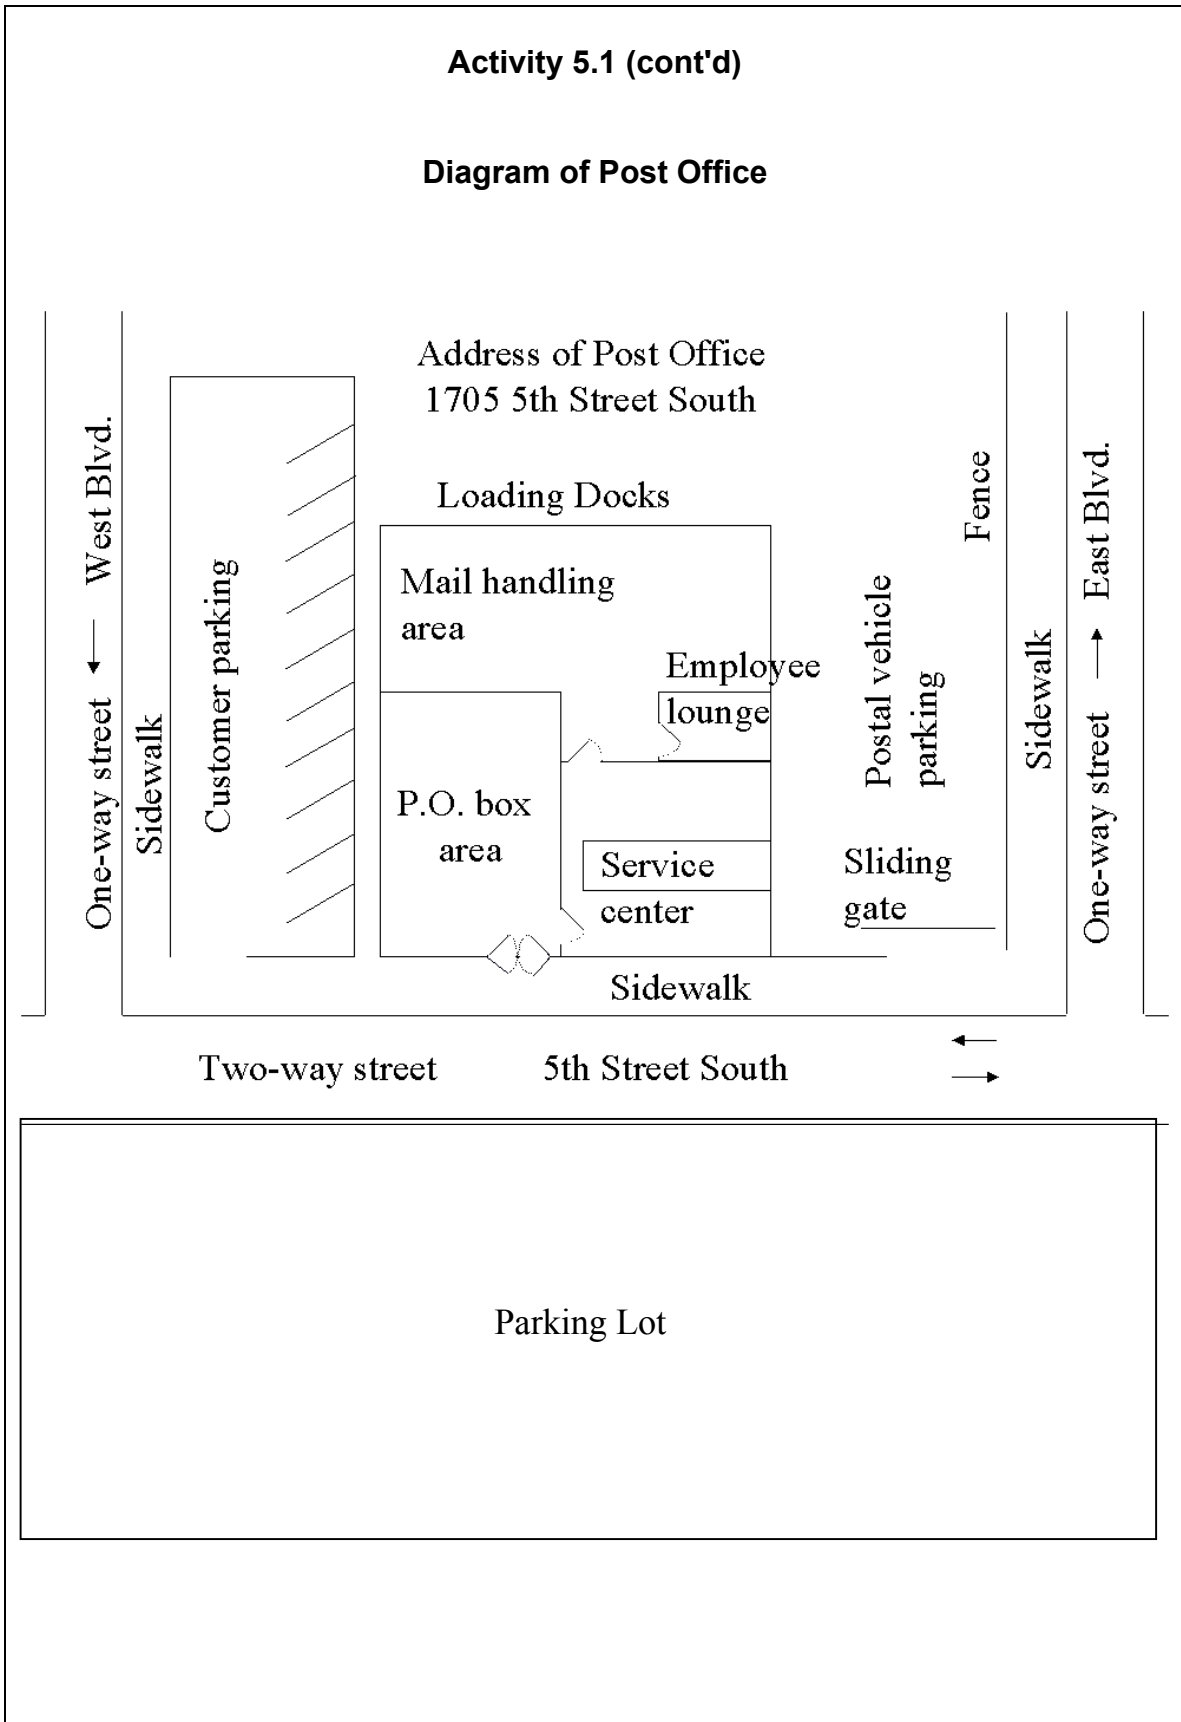 Activity 5.1 (cont'd)
Diagram of Post Office
Address of Post Office
1705 5th Street South
One-way street West Blvd.
Sidewalk
Customer parking
Loading Docks
Mail handling
area
Employee
lounge
P.O. box
area
Service
center
Postal vehicle
parking
Sliding
gate
Fence
Sidewalk
One-way street East Blvd.
Sidewalk
Two-way street 5th Street South
Parking Lot